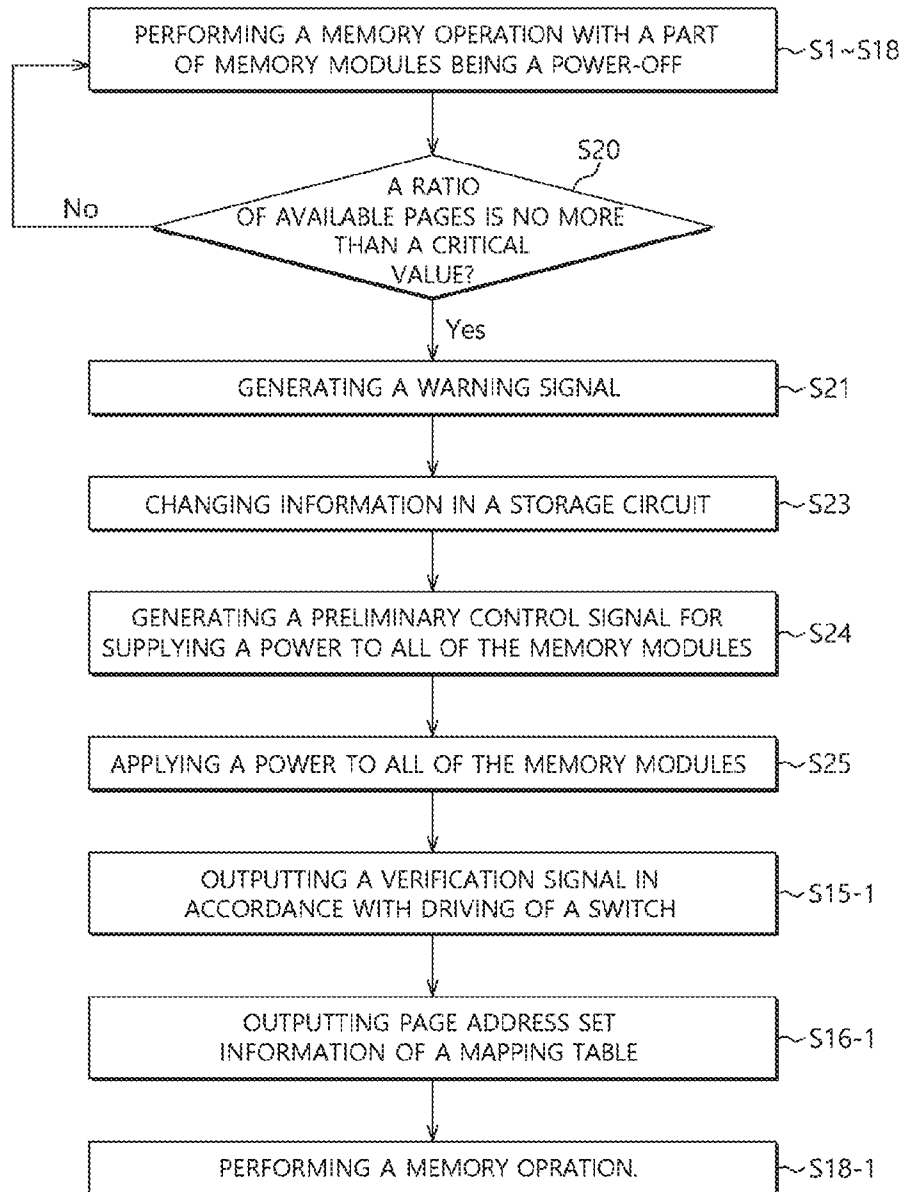 PERFORMING A MEMORY OPERATION WITH A PART
OF MEMORY MODULES BEING A POWER-OFF
S1~S18
S20
A RATIO
OF AVAILABLE PAGES IS NO MORE
THAN A CRITICAL
VALUE?
No
Yes
GENERATING A WARNING SIGNAL
S21
CHANGING INFORMATION IN A STORAGE CIRCUIT
S23
GENERATING A PRELIMINARY CONTROL SIGNAL FOR
SUPPLYING A POWER TO ALL OF THE MEMORY MODULES
S24
APPLYING A POWER TO ALL OF THE MEMORY MODULES
S25
OUTPUTTING A VERIFICATION SIGNAL IN
ACCORDANCE WITH DRIVING OF A SWITCH
S15-1
OUTPUTTING PAGE ADDRESS SET
INFORMATION OF A MAPPING TABLE
S16-1
PERFORMING A MEMORY OPRATION.
S18-1